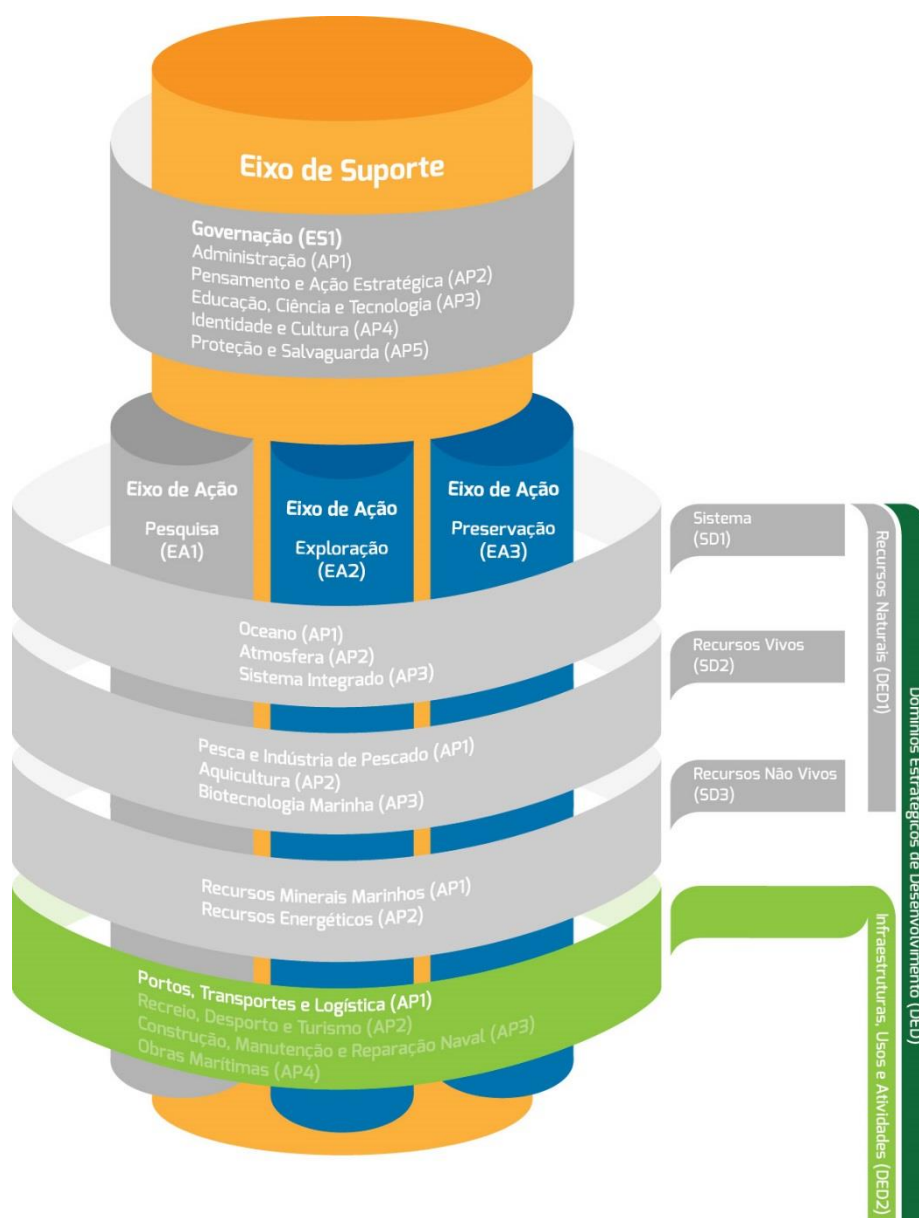 Eixo de Suporte
Governação (ES1)
Administração (AP1)
Pensamento e Ação Estratégica (AP2)
Educação, Ciência e Tecnologia (AP3)
Identidade e Cultura (AP4)
Proteção e Salvaguarda (AP5)
Eixo de Ação
Pesquisa
(EA1)
Eixo de Ação
Exploração
(EA2)
Eixo de Ação
Preservação
(EA3)
Oceano (AP1)
Atmosfera (AP2)
Sistema Integrado (AP3)
Pesca e Indústria de Pescado (AP1)
Aquicultura (AP2)
Biotecnologia Marinha (AP3)
Recursos Minerais Marinhos (AP1)
Recursos Energéticos (AP2)
Portos, Transportes e Logística (AP1)
Recreio, Desporto e Turismo (AP2)
Construção, Manutenção e Reparação Naval (AP3)
Obras Marítimas (AP4)
Sistema
(SD1)
Recursos Vivos
(SD2)
Recursos Não Vivos
(SD3)
Recursos Naturais (DED1)
Infraestruturas, Usos e Atividades (DED2)
Domínios Estratégicos de Desenvolvimento (DED)